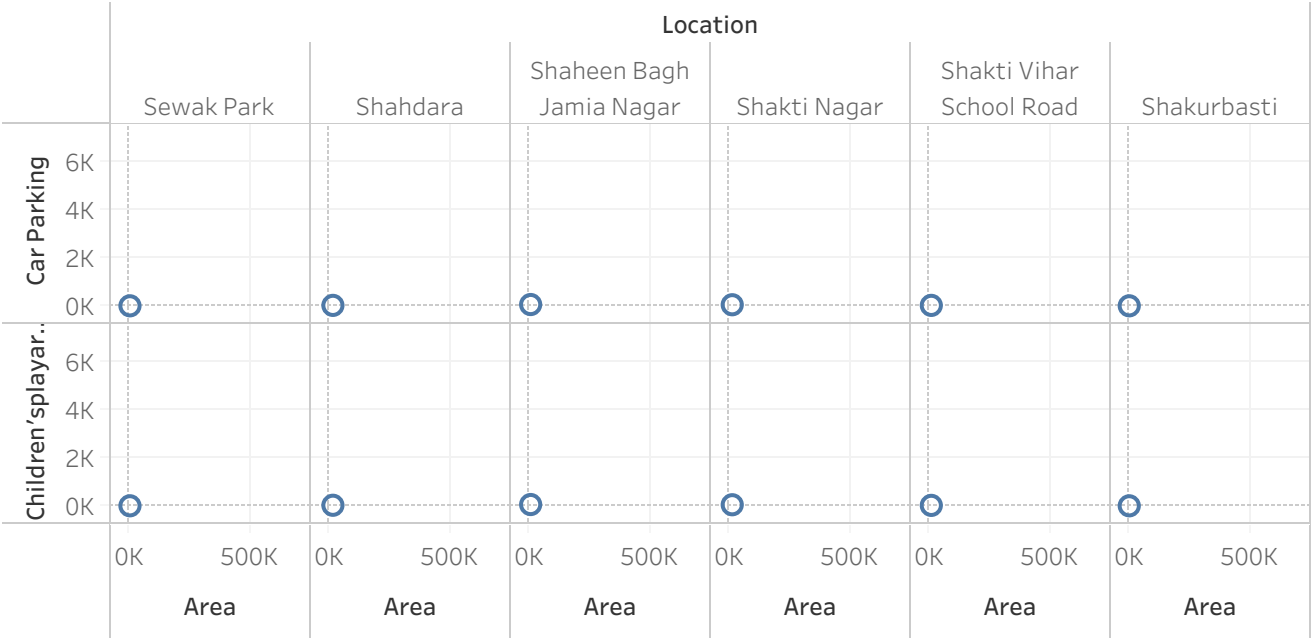 Location
Sewak Park
Shahdara
Shaheen Bagh
Jamia Nagar
Shakti Nagar
Shakti Vihar
School Road
Shakurbasti
Car Parking
6K
4K
2K
0K
Children'splayar..
6K
4K
2K
0K
0K 500K 0K 500K 0K 500K 0K 500K 0K 500K 0K 500K
Area Area Area Area Area Area